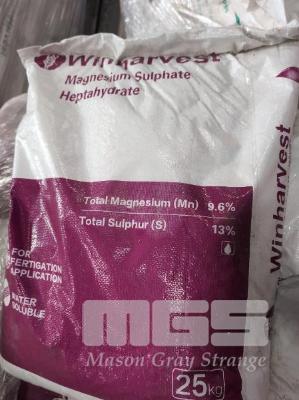 Winharvest
Magnesium Sulphate
Heptahydrate
Total Magnesium (Mn) 9.6%
Total Sulphur (S) 13%
FOR
FERTIGATION
APPLICATION
WATER
SOLUBLE
Winharvest
MGS
Mason Gray Strange
25kg